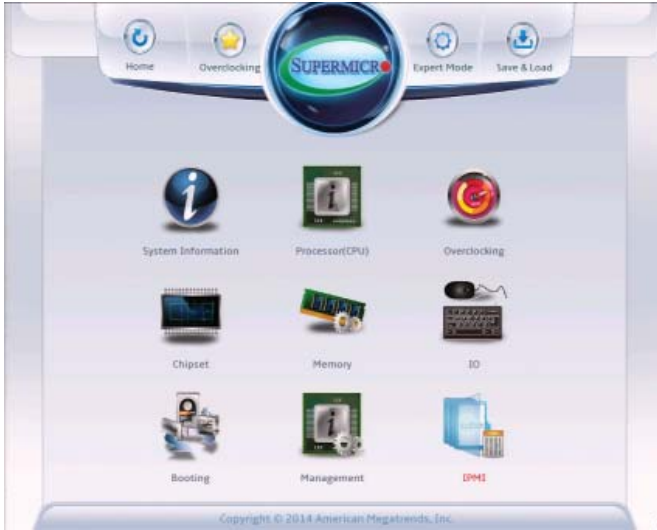 Home
Overclocking
SUPERMICRO
Expert Mode
Save & Load
System Information
Processor(CPU)
Overclocking
Chipset
Memory
IO
Booting
Management
IPMI
Copyright © 2014 American Megatrends, Inc.